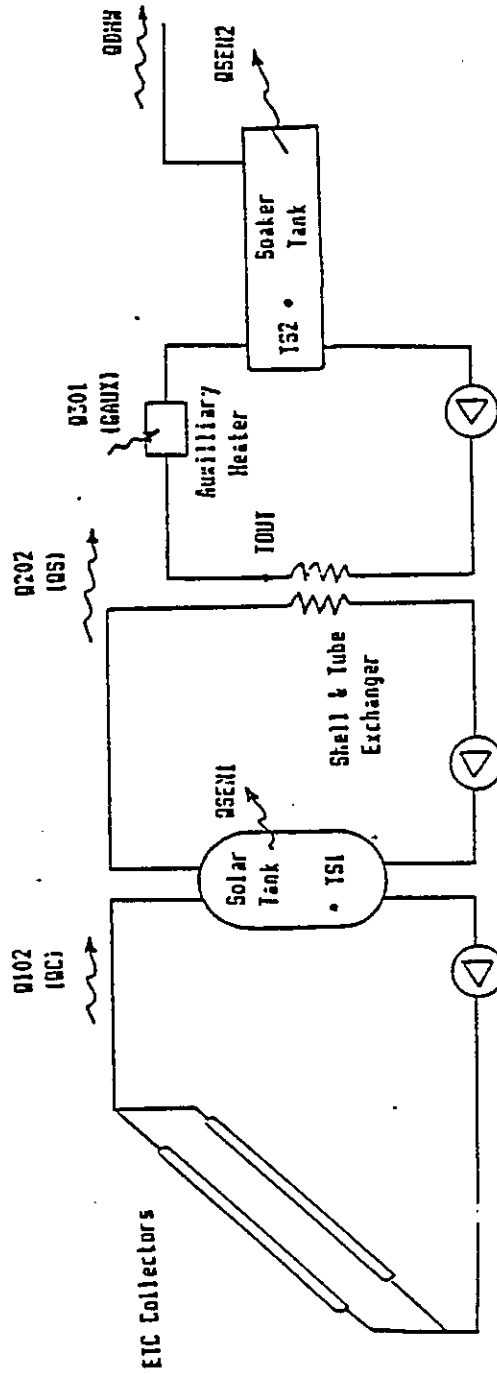 ETC Collectors
Q102
(QC)
Solar
Tank
TS1
QSEN1
Q202
(QS)
Shell & Tube
Exchanger
TOUT
Q301
(QAUX)
Auxilliary
Heater
TS2
Soaker
Tank
QSEN2
QDHW